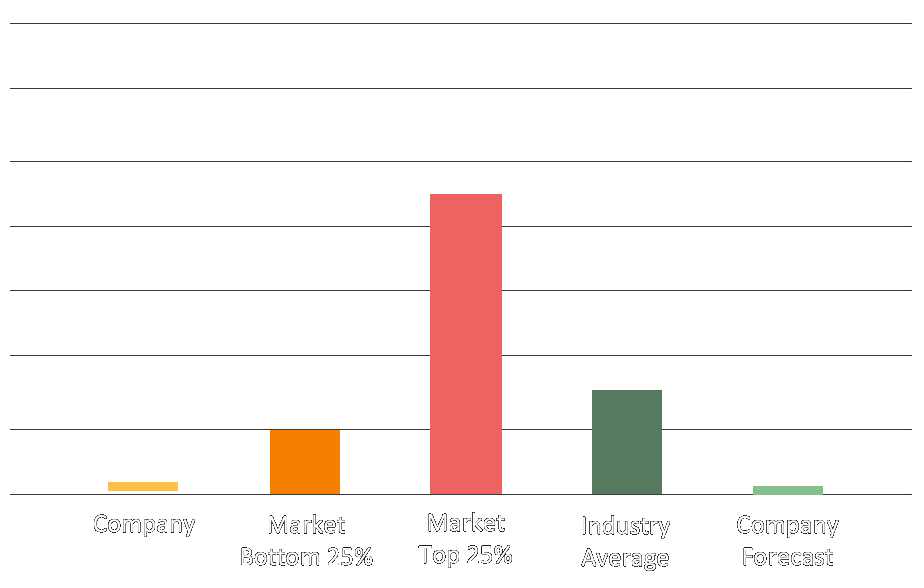 Company
Market
Bottom 25%
Market
Top 25%
Industry
Average
Company
Forecast